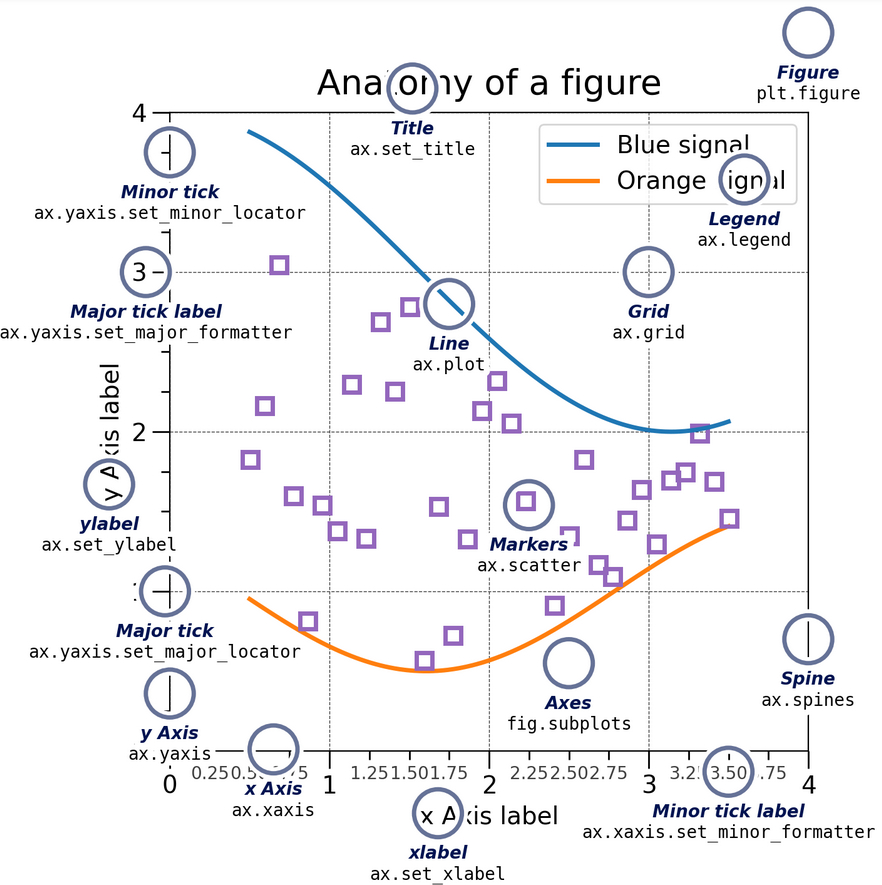 Figure
plt.figure
Anatomy of a figure
Title
ax.set_title
4
Blue signal
Orange signal
Legend
ax.legend
Minor tick
ax.yaxis.set_minor_locator
3
Major tick label
ax.yaxis.set_major_formatter
Grid
ax.grid
Line
ax.plot
2
y Axis label
ylabel
ax.set_ylabel
Markers
ax.scatter
Major tick
ax.yaxis.set_major_locator
Spine
ax.spines
Axes
fig.subplots
y Axis
ax.yaxis
0.25 1.25 1.50 1.75 2.25 2.50 2.75 3.50
0 1 2 3 4
x Axis
ax.xaxis
Minor tick label
ax.xaxis.set_minor_formatter
x Axis label
xlabel
ax.set_xlabel